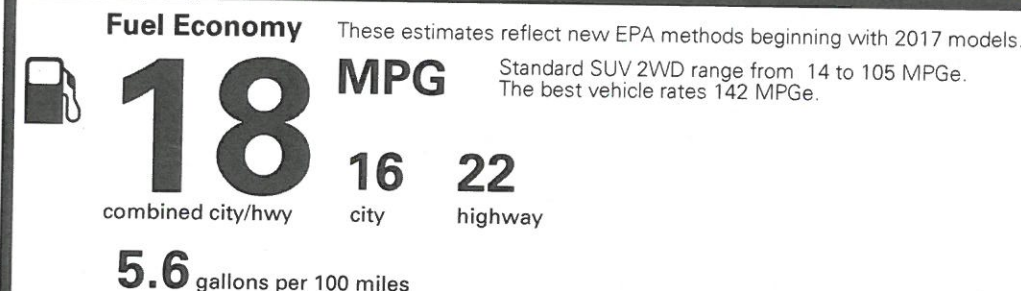 Fuel Economy
These estimates reflect new EPA methods beginning with 2017 models.
18 MPG
Standard SUV 2WD range from 14 to 105 MPGe.
The best vehicle rates 142 MPGe.
16 22
combined city/hwy city highway
5.6 gallons per 100 miles